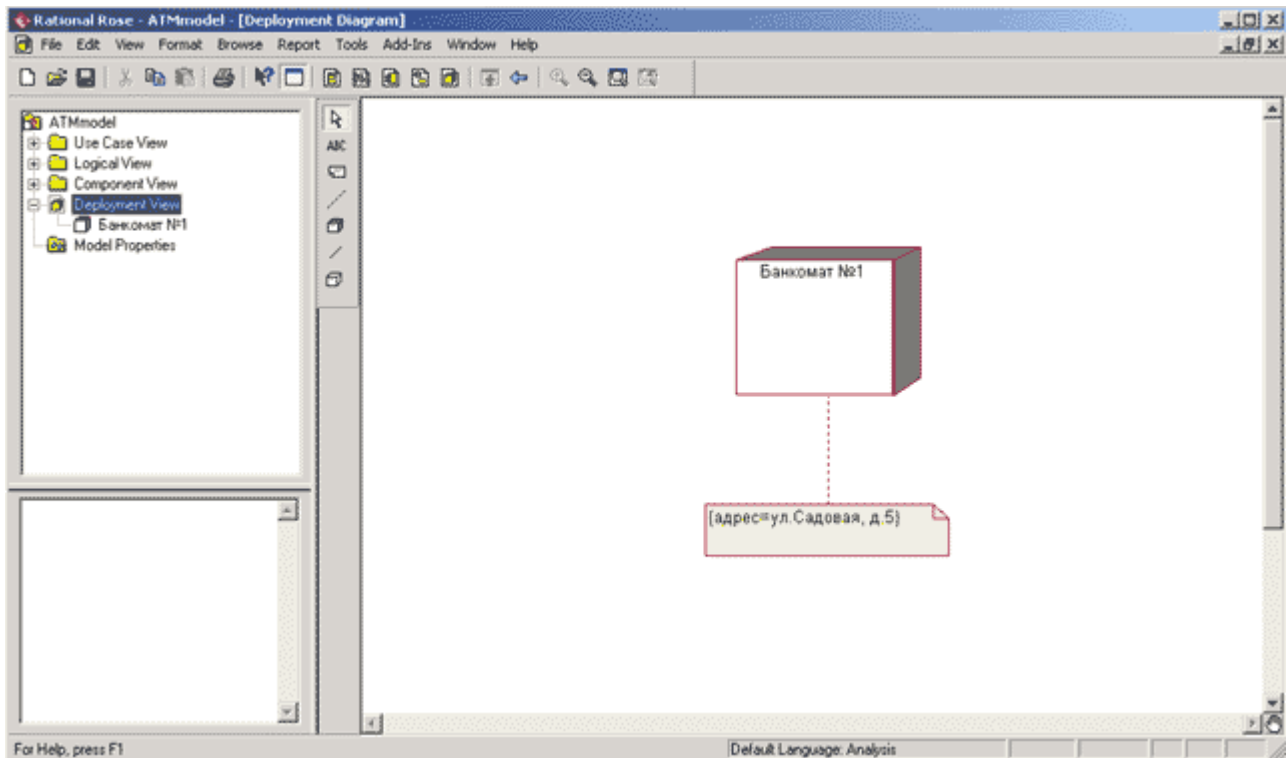 Rational Rose - ATMmodel - [Deployment Diagram]
File Edit View Format Browse Report Tools Add-Ins Window Help
ATMmodel
Use Case View
Logical View
Component View
Deployment View
Банкомат №1
Model Properties
ABC
Банкомат №1
{адрес=ул.Садовая, д.5}
For Help, press F1
Default Language: Analysis